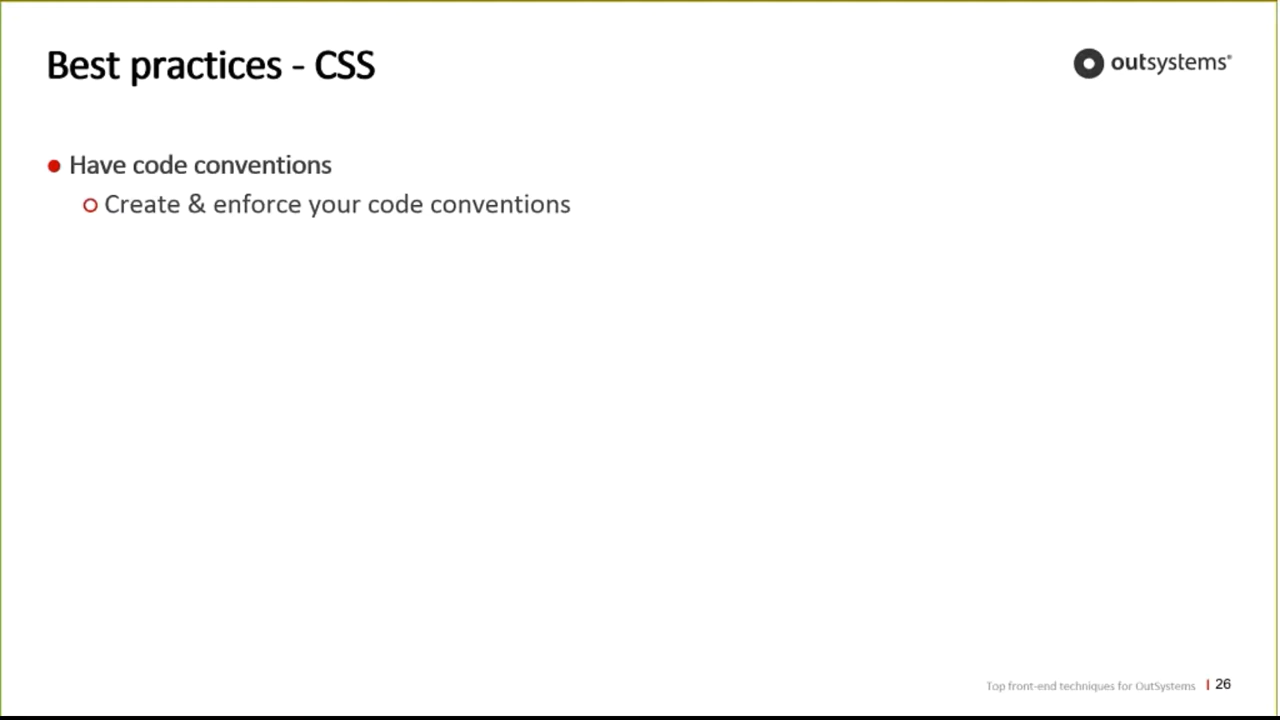 Best practices - CSS
outsystems®
Have code conventions
Create & enforce your code conventions
Top front-end techniques for OutSystems | 26